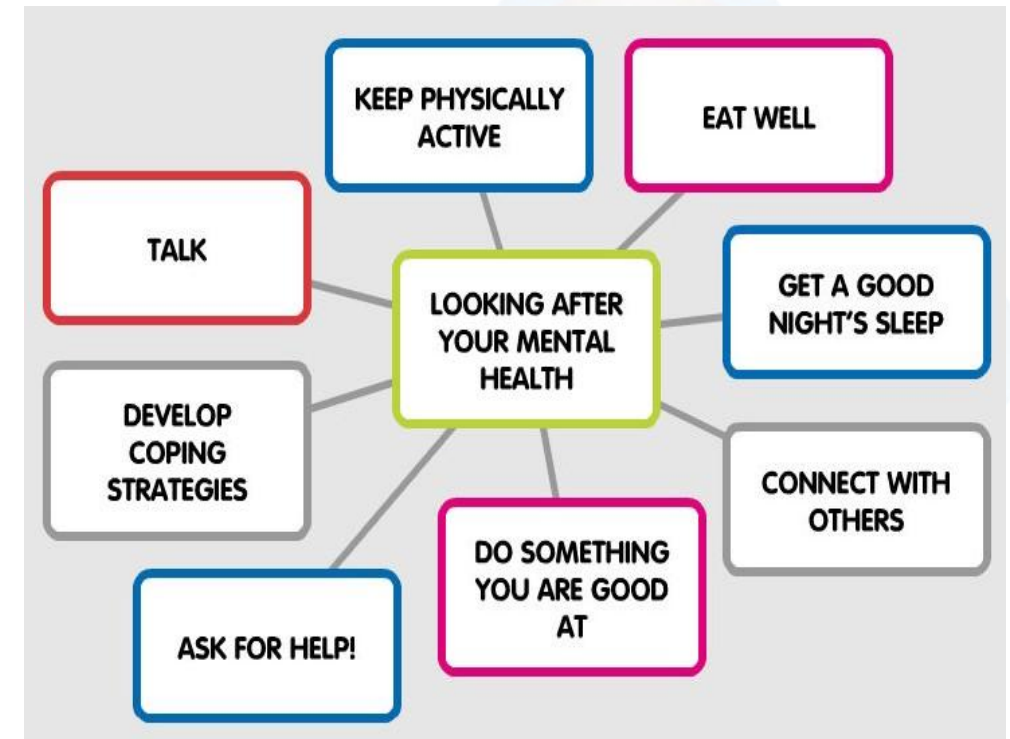 KEEP PHYSICALLY
ACTIVE
EAT WELL
TALK
LOOKING AFTER
YOUR MENTAL
HEALTH
GET A GOOD
NIGHT'S SLEEP
DEVELOP
COPING
STRATEGIES
CONNECT WITH
OTHERS
DO SOMETHING
YOU ARE GOOD
AT
ASK FOR HELP!